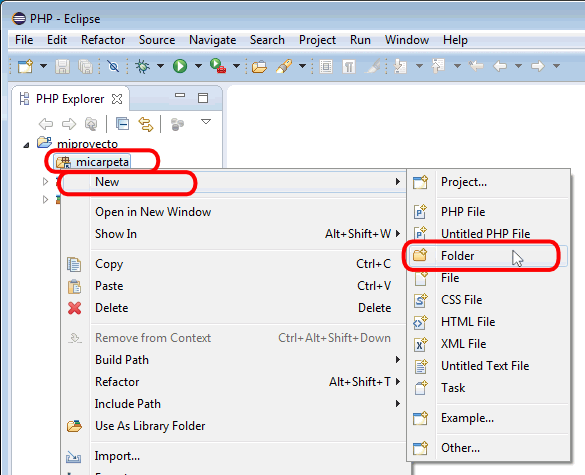 PHP - Eclipse
File Edit Refactor Source Navigate Search Project Run Window Help
PHP Explorer
miproyecto
micarpeta
New
Open in New Window
Show In Alt+Shift+W
Copy Ctrl+C
Paste Ctrl+V
Delete Delete
Remove from Context Ctrl+Alt+Shift+Down
Build Path
Refactor Alt+Shift+T
Include Path
Use As Library Folder
Import...
Project...
PHP File
Untitled PHP File
Folder
File
CSS File
HTML File
XML File
Untitled Text File
Task
Example...
Other...